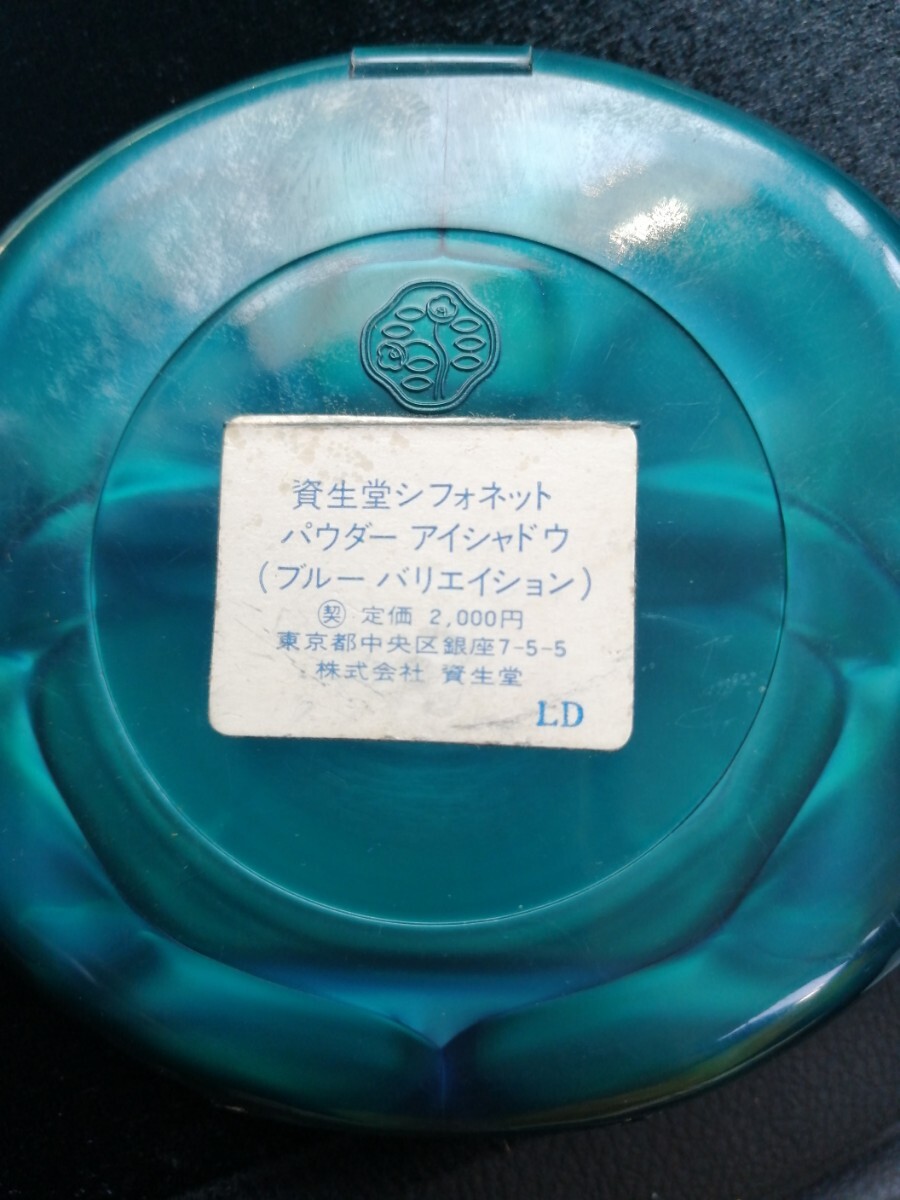 資生堂シフォネット
パウダー アイシャドウ
(ブルー バリエイション)
㊝ 定価 2,000円
東京都中央区銀座7-5-5
株式会社 資生堂
LD